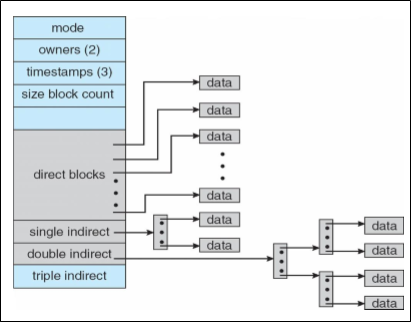 mode
owners (2)
timestamps (3)
size block count
direct blocks
single indirect
double indirect
triple indirect
data
data
data
data
data
data
data
data
data
data